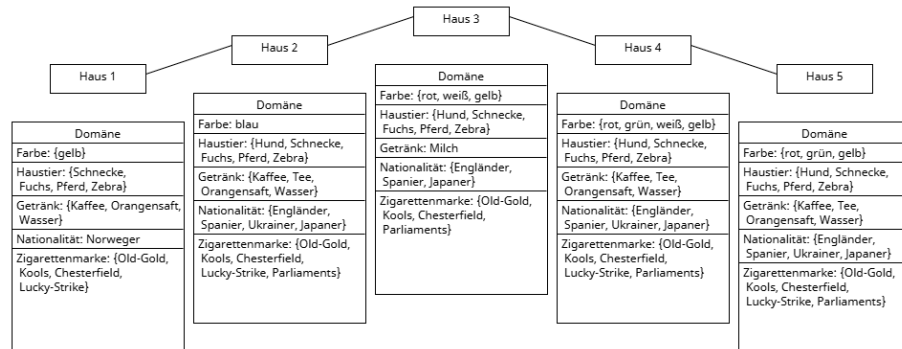 Haus 1
Haus 2
Haus 3
Haus 4
Haus 5
Domäne
Farbe: {gelb}
Haustier: {Schnecke,
Fuchs, Pferd, Zebra}
Getränk: {Kaffee, Orangensaft,
Wasser}
Nationalität: Norweger
Zigarettenmarke: {Old-Gold,
Kools, Chesterfield,
Lucky-Strike}
Domäne
Farbe: blau
Haustier: {Hund, Schnecke,
Fuchs, Pferd, Zebra}
Getränk: {Kaffee, Tee,
Orangensaft, Wasser}
Nationalität: {Engländer,
Spanier, Ukrainer, Japaner}
Zigarettenmarke: {Old-Gold,
Kools, Chesterfield,
Lucky-Strike, Parliaments}
Domäne
Farbe: {rot, weiß, gelb}
Haustier: {Hund, Schnecke,
Fuchs, Pferd, Zebra}
Getränk: Milch
Nationalität: {Engländer,
Spanier, Japaner}
Zigarettenmarke: {Old-Gold,
Kools, Chesterfield,
Parliaments}
Domäne
Farbe: {rot, grün, weiß, gelb}
Haustier: {Hund, Schnecke,
Fuchs, Pferd, Zebra}
Getränk: {Kaffee, Tee,
Orangensaft, Wasser}
Nationalität: {Engländer,
Spanier, Ukrainer, Japaner}
Zigarettenmarke: {Old-Gold,
Kools, Chesterfield,
Lucky-Strike, Parliaments}
Domäne
Farbe: {rot, grün, gelb}
Haustier: {Hund, Schnecke,
Fuchs, Pferd, Zebra}
Getränk: {Kaffee, Tee,
Orangensaft, Wasser}
Nationalität: {Engländer,
Spanier, Ukrainer, Japaner}
Zigarettenmarke: {Old-Gold,
Kools, Chesterfield,
Lucky-Strike, Parliaments}